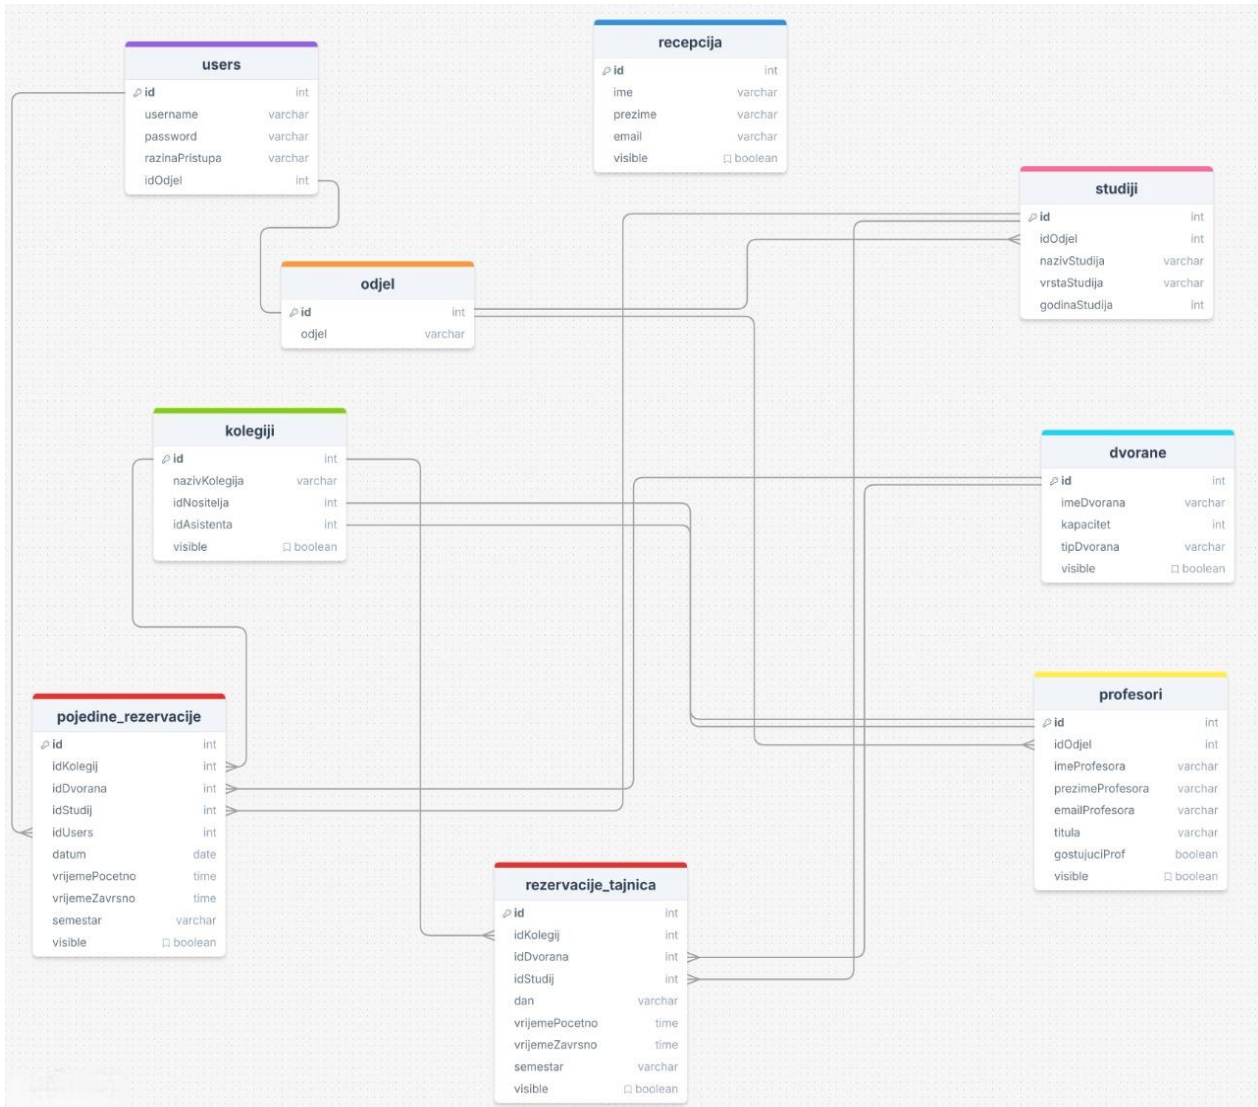 users
id int
username varchar
password varchar
razinaPristupa varchar
idOdjel int
recepcija
id int
ime varchar
prezime varchar
email varchar
visible boolean
studiji
id int
idOdjel int
nazivStudija varchar
vrstaStudija varchar
godinaStudija int
odjel
id int
odjel varchar
kolegiji
id int
nazivKolegija varchar
idNositelja int
idAsistenta int
visible boolean
dvorane
id int
imeDvorana varchar
kapacitet int
tipDvorana varchar
visible boolean
profesori
id int
idOdjel int
imeProfesora varchar
prezimeProfesora varchar
emailProfesora varchar
titula varchar
gostujuciProf boolean
visible boolean
pojedine_rezervacije
id int
idKolegij int
idDvorana int
idStudij int
idUsers int
datum date
vrijemePocetno time
vrijemeZavrsno time
semestar varchar
visible boolean
rezervacije_tajnica
id int
idKolegij int
idDvorana int
idStudij int
dan varchar
vrijemePocetno time
vrijemeZavrsno time
semestar varchar
visible boolean